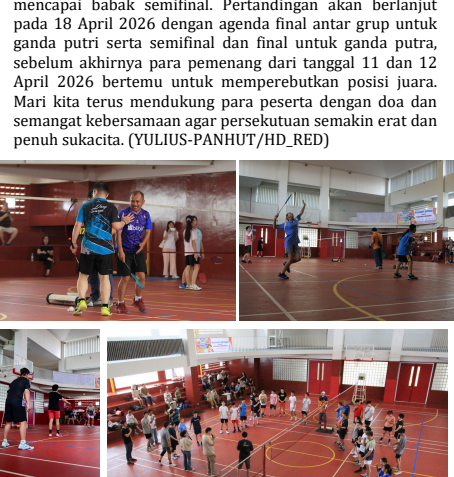 mencapai babak semifinal. Pertandingan akan berlanjut
pada 18 April 2026 dengan agenda final antar grup untuk
ganda putri serta semifinal dan final untuk ganda putra,
sebelum akhirnya para pemenang dari tanggal 11 dan 12
April 2026 bertemu untuk memperebutkan posisi juara.
Mari kita terus mendukung para peserta dengan doa dan
semangat kebersamaan agar persekutuan semakin erat dan
penuh sukacita. (YULIUS-PANHUT/HD_RED)